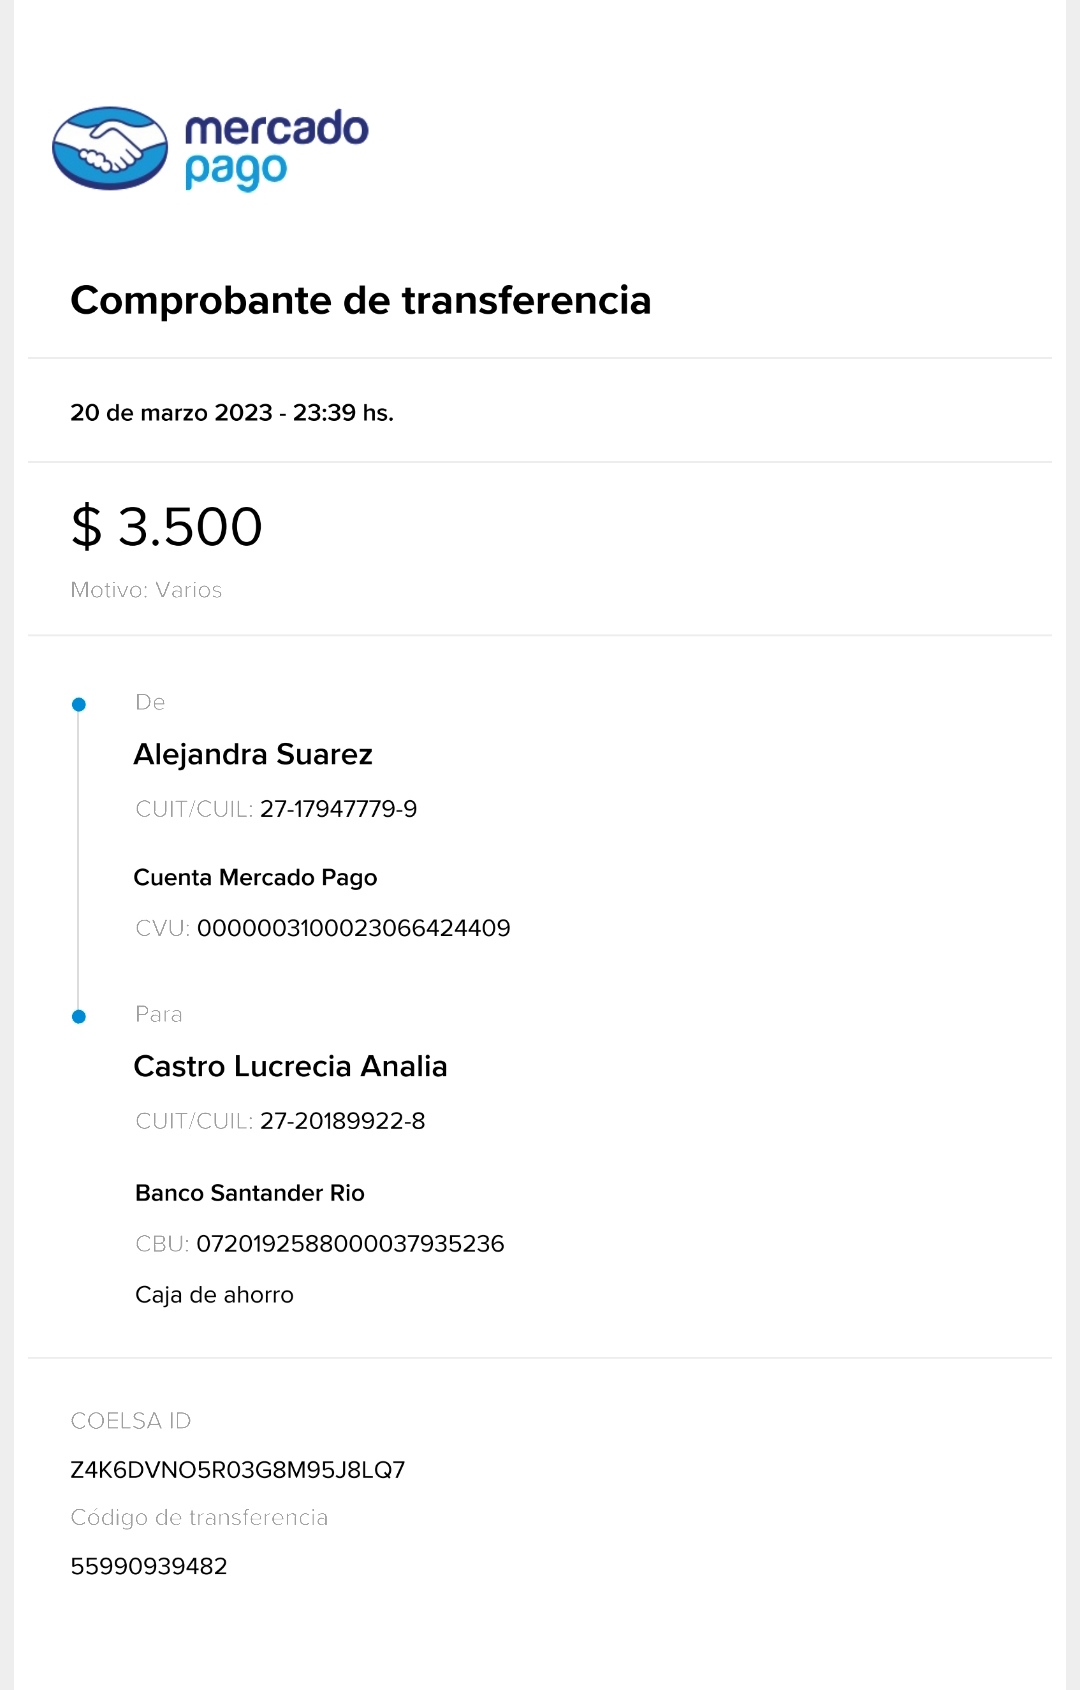 mercado
pago
Comprobante de transferencia
20 de marzo 2023 - 23:39 hs.
$ 3.500
Motivo: Varios
De
Alejandra Suarez
CUIT/CUIL: 27-17947779-9
Cuenta Mercado Pago
CVU: 0000003100023066424409
Para
Castro Lucrecia Analia
CUIT/CUIL: 27-20189922-8
Banco Santander Rio
CBU: 0720192588000037935236
Caja de ahorro
COELSA ID
Z4K6DVNO5R03G8M95J8LQ7
Código de transferencia
55990939482